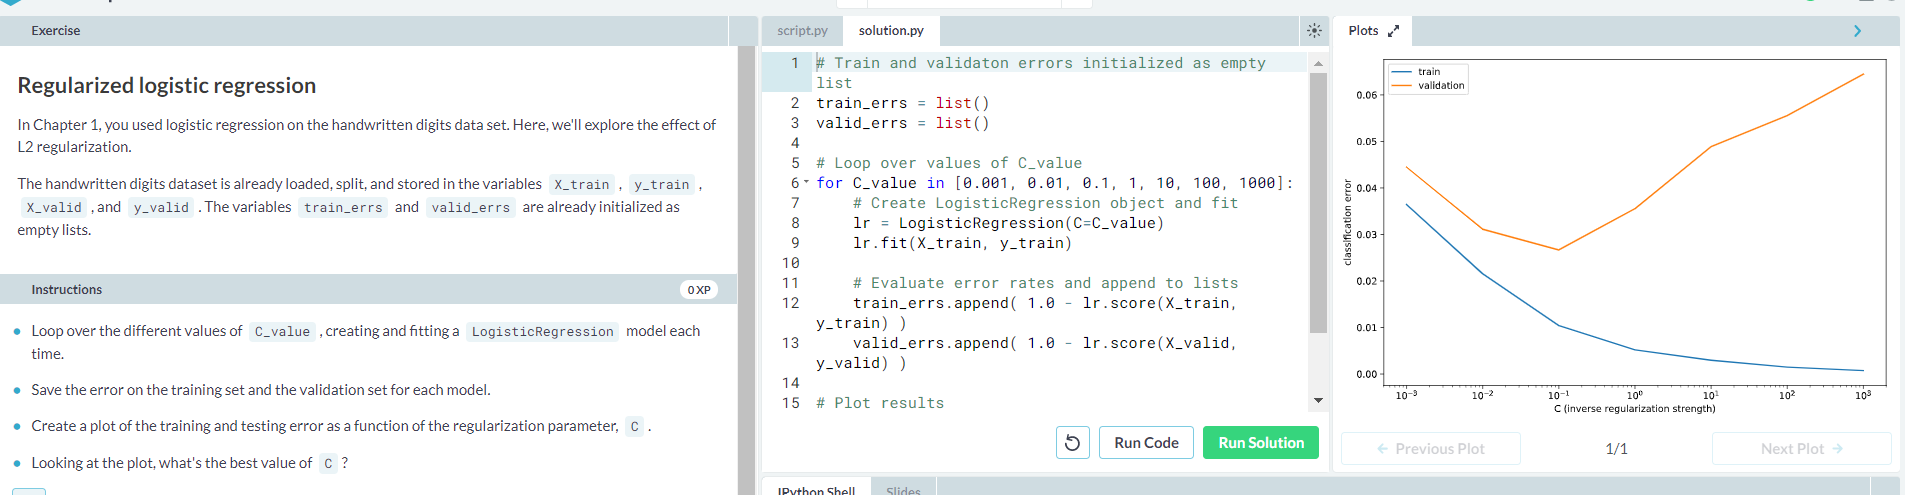 Exercise
Regularized logistic regression
In Chapter 1, you used logistic regression on the handwritten digits data set. Here, we'll explore the effect of
L2 regularization.
The handwritten digits dataset is already loaded, split, and stored in the variables X_train , y_train ,
X_valid , and y_valid . The variables train_errs and valid_errs are already initialized as
empty lists.
Instructions
0 XP
Loop over the different values of C_value , creating and fitting a LogisticRegression model each
time.
Save the error on the training set and the validation set for each model.
Create a plot of the training and testing error as a function of the regularization parameter, C .
Looking at the plot, what's the best value of C ?
script.py
solution.py
1 # Train and validaton errors initialized as empty
list
2 train_errs = list()
3 valid_errs = list()
4
5 # Loop over values of C_value
6 for C_value in [0.001, 0.01, 0.1, 1, 10, 100, 1000]:
7 # Create LogisticRegression object and fit
8 lr = LogisticRegression(C=C_value)
9 lr.fit(X_train, y_train)
10
11 # Evaluate error rates and append to lists
12 train_errs.append( 1.0 - lr.score(X_train,
y_train) )
13 valid_errs.append( 1.0 - lr.score(X_valid,
y_valid) )
14
15 # Plot results
Run Code
Run Solution
IPython Shell
Slides
Plots
train
validation
0.06
0.05
0.04
0.03
0.02
0.01
0.00
classification error
10⁻³ 10⁻² 10⁻¹ 10⁰ 10¹ 10² 10³
C (inverse regularization strength)
← Previous Plot
1/1
Next Plot →